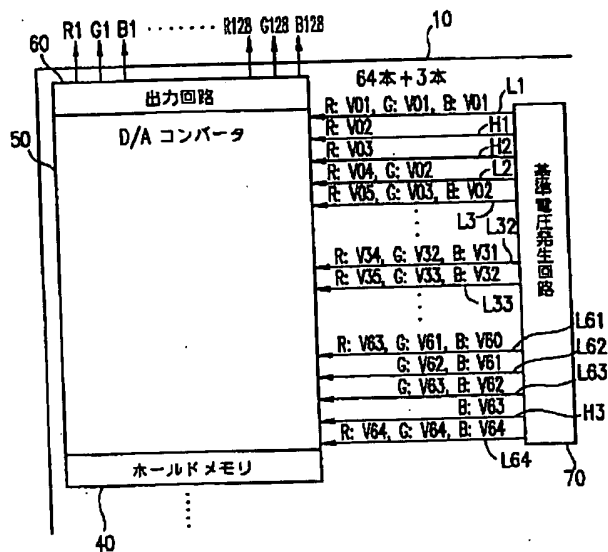 R1 G1 B1 ········ R128 G128 B128
10
60
64本+3本
出力回路
50
D/A コンバータ
R: V01, G: V01, B: V01
L1
R: V02
H1
R: V03
H2
R: V04, G: V02
L2
R: V05, G: V03, B: V02
L3
L32
R: V34, G: V32, B: V31
R: V35, G: V33, B: V32
L33
基準電圧発生回路
R: V63, G: V61, B: V60
L61
G: V62, B: V61
L62
G: V63, B: V62
L63
B: V63
H3
R: V64, G: V64, B: V64
L64
ホールドメモリ
40
70